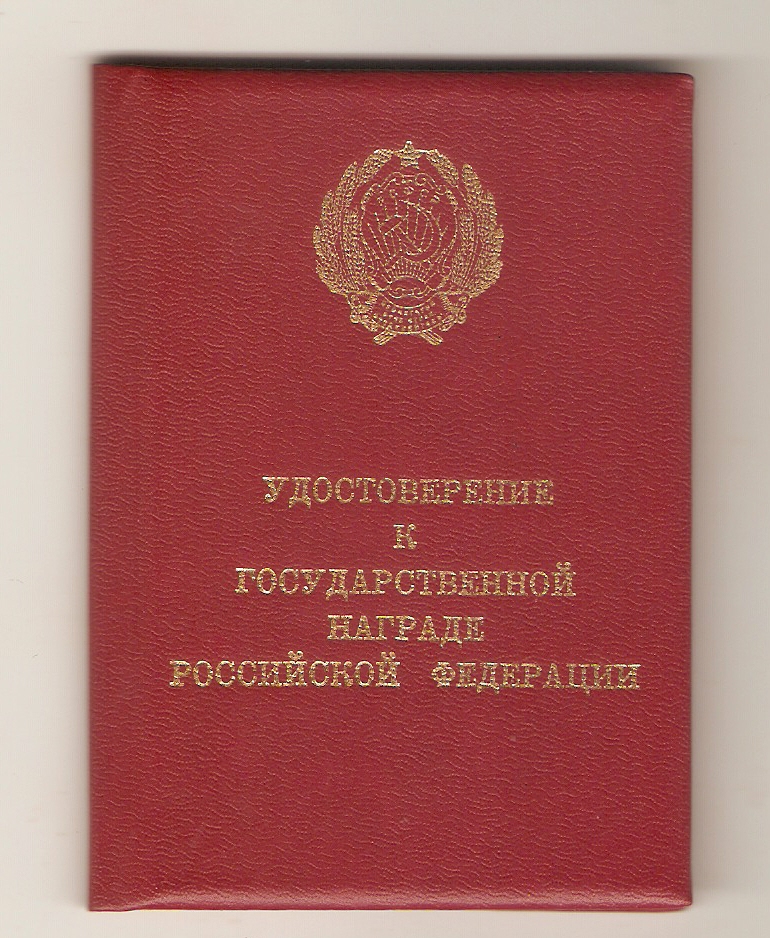 УДОСТОВЕРЕНИЕ
К
ГОСУДАРСТВЕННОЙ
НАГРАДЕ
РОССИЙСКОЙ ФЕДЕРАЦИИ